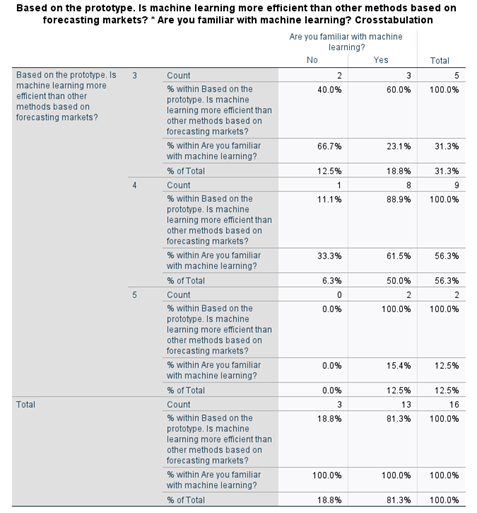 Based on the prototype. Is machine learning more efficient than other methods based on
forecasting markets? * Are you familiar with machine learning? Crosstabulation
Are you familiar with machine
learning?
No Yes Total
Based on the prototype. Is
machine learning more
efficient than other
methods based on
forecasting markets?
3 Count 2 3 5
% within Based on the
prototype. Is machine
learning more efficient than
other methods based on
forecasting markets?
40.0% 60.0% 100.0%
% within Are you familiar
with machine learning?
66.7% 23.1% 31.3%
% of Total 12.5% 18.8% 31.3%
4 Count 1 8 9
% within Based on the
prototype. Is machine
learning more efficient than
other methods based on
forecasting markets?
11.1% 88.9% 100.0%
% within Are you familiar
with machine learning?
33.3% 61.5% 56.3%
% of Total 6.3% 50.0% 56.3%
5 Count 0 2 2
% within Based on the
prototype. Is machine
learning more efficient than
other methods based on
forecasting markets?
0.0% 100.0% 100.0%
% within Are you familiar
with machine learning?
0.0% 15.4% 12.5%
% of Total 0.0% 12.5% 12.5%
Total Count 3 13 16
% within Based on the
prototype. Is machine
learning more efficient than
other methods based on
forecasting markets?
18.8% 81.3% 100.0%
% within Are you familiar
with machine learning?
100.0% 100.0% 100.0%
% of Total 18.8% 81.3% 100.0%